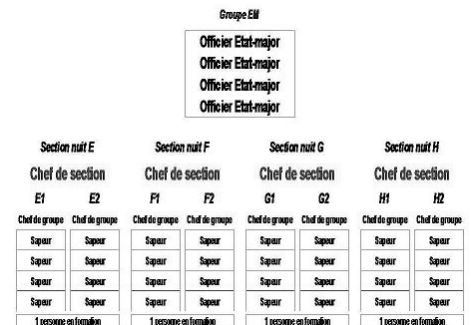 Groupe EM
Officier Etat-major
Officier Etat-major
Officier Etat-major
Officier Etat-major
Section nuit E Section nuit F Section nuit G Section nuit H
Chef de section Chef de section Chef de section Chef de section
E1 E2 F1 F2 G1 G2 H1 H2
Chef de groupe Chef de groupe Chef de groupe Chef de groupe Chef de groupe Chef de groupe Chef de groupe Chef de groupe
Sapeur Sapeur Sapeur Sapeur Sapeur Sapeur Sapeur Sapeur
Sapeur Sapeur Sapeur Sapeur Sapeur Sapeur Sapeur Sapeur
Sapeur Sapeur Sapeur Sapeur Sapeur Sapeur Sapeur Sapeur
Sapeur Sapeur Sapeur Sapeur Sapeur Sapeur Sapeur Sapeur
1 personne en formation 1 personne en formation 1 personne en formation 1 personne en formation